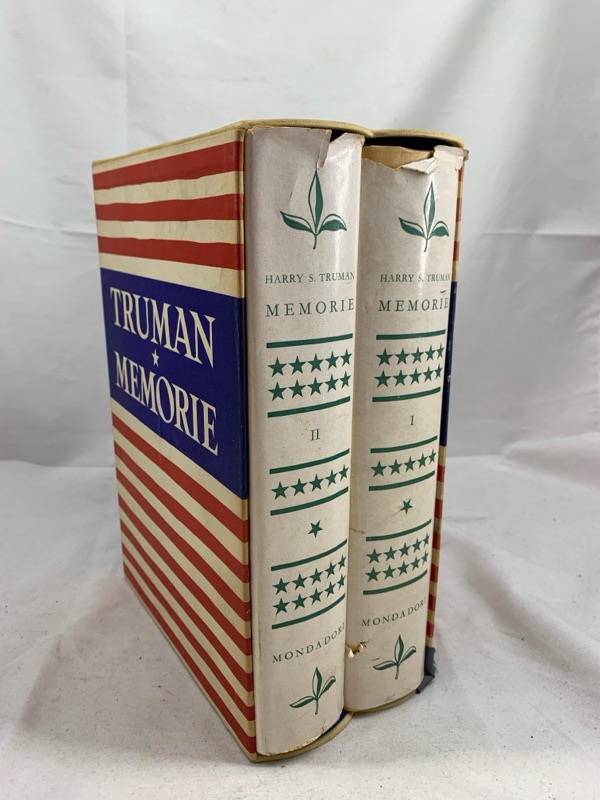 TRUMAN
MEMORIE
HARRY S. TRUMAN
MEMORIE
II
MONDADORI
HARRY S. TRUMAN
MEMORIE
I
MONDADORI